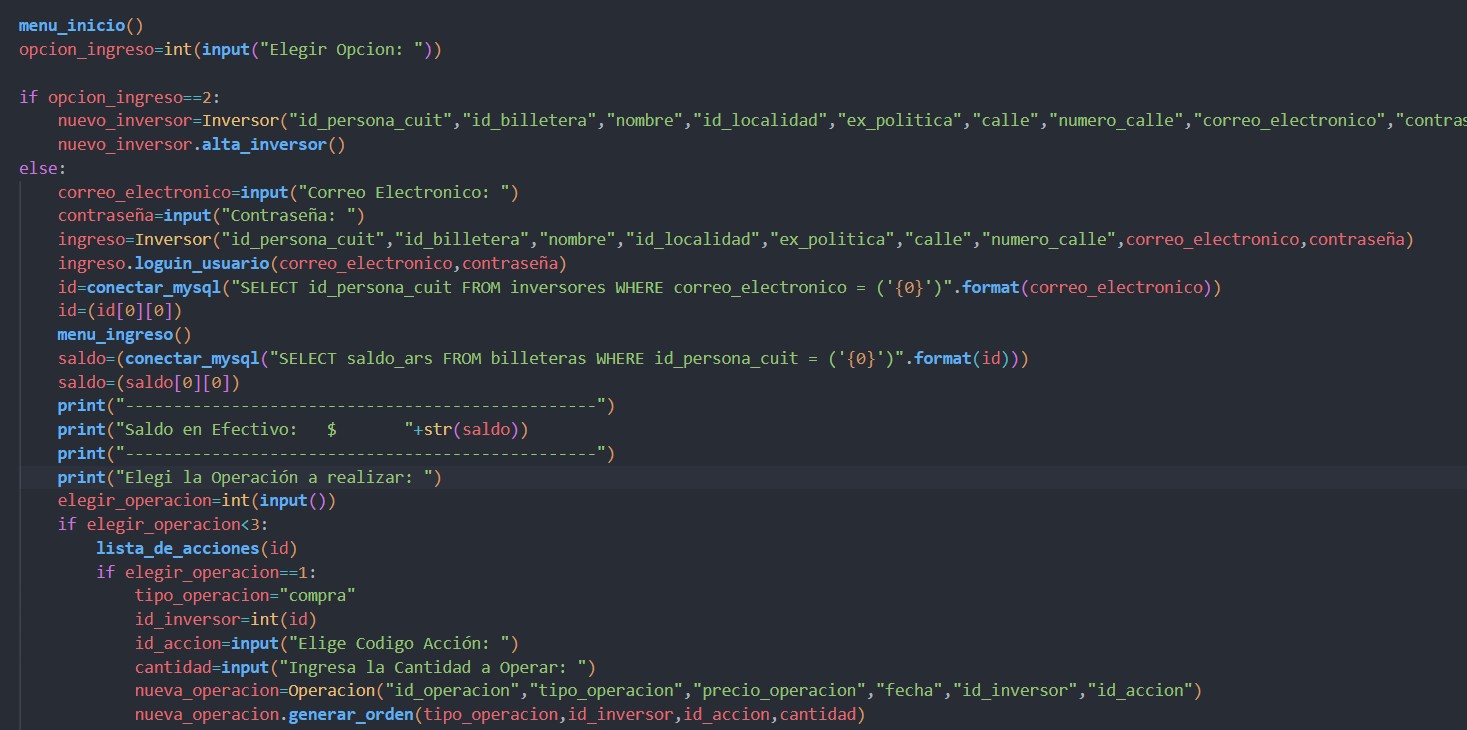 menu_inicio()
opcion_ingreso=int(input("Elegir Opcion: "))
if opcion_ingreso==2:
nuevo_inversor=Inversor("id_persona_cuit","id_billetera","nombre","id_localidad","ex_politica","calle","numero_calle","correo_electronico","contras
nuevo_inversor.alta_inversor()
else:
correo_electronico=input("Correo Electronico: ")
contraseña=input("Contraseña: ")
ingreso=Inversor("id_persona_cuit","id_billetera","nombre","id_localidad","ex_politica","calle","numero_calle",correo_electronico,contraseña)
ingreso.loguin_usuario(correo_electronico,contraseña)
id=conectar_mysql("SELECT id_persona_cuit FROM inversores WHERE correo_electronico = ('{0}')".format(correo_electronico))
id=(id[0][0])
menu_ingreso()
saldo=(conectar_mysql("SELECT saldo_ars FROM billeteras WHERE id_persona_cuit = ('{0}')".format(id)))
saldo=(saldo[0][0])
print("-------------------------------------------------")
print("Saldo en Efectivo:   $       "+str(saldo))
print("-------------------------------------------------")
print("Elegi la Operación a realizar: ")
elegir_operacion=int(input())
if elegir_operacion<3:
lista_de_acciones(id)
if elegir_operacion==1:
tipo_operacion="compra"
id_inversor=int(id)
id_accion=input("Elige Codigo Acción: ")
cantidad=input("Ingresa la Cantidad a Operar: ")
nueva_operacion=Operacion("id_operacion","tipo_operacion","precio_operacion","fecha","id_inversor","id_accion")
nueva_operacion.generar_orden(tipo_operacion,id_inversor,id_accion,cantidad)